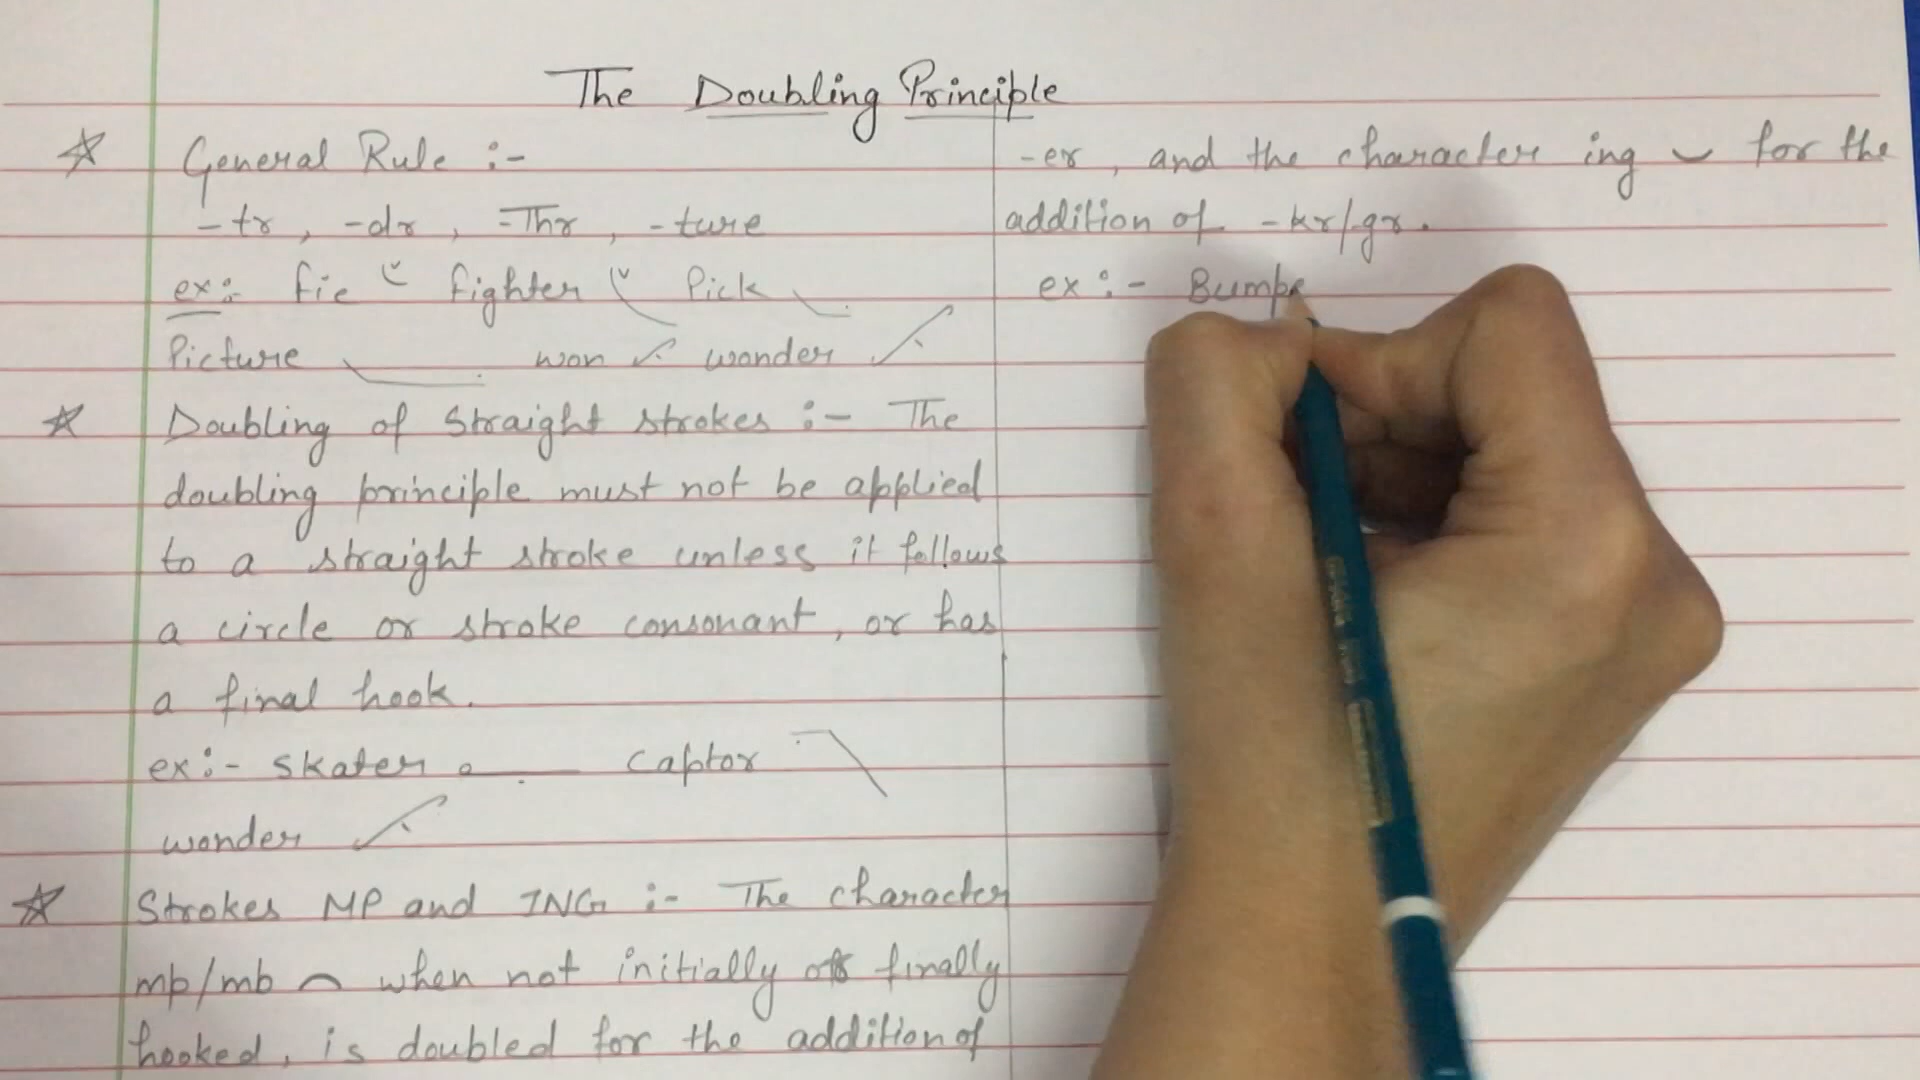 The Doubling Principle
General Rule :-
-tr, -dr, -Thr, -ture
ex:- fie fighter Pick
Picture won wonder
Doubling of Straight strokes :- The
doubling principle must not be applied
to a straight stroke unless it follows
a circle or stroke consonant, or has
a final hook.
ex:- skater captor
wonder
Strokes MP and ING :- The character
mp/mb when not initially or finally
hooked, is doubled for the addition of
-er, and the character ing for the
addition of -kr/gr.
ex:- Bumpe